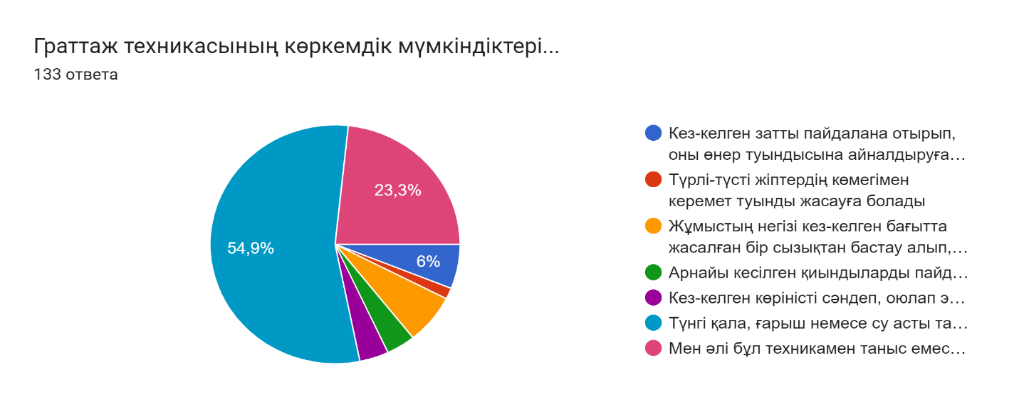 Граттаж техникасының көркемдік мүмкіндіктері...
133 ответа
54,9%
23,3%
6%
Кез-келген затты пайдалана отырып,
оны өнер туындысына айналдыруға…
Түрлі-түсті жіптердің көмегімен
керемет туынды жасауға болады
Жұмыстың негізі кез-келген бағытта
жасалған бір сызықтан бастау алып,…
Арнайы кесілген қиындыларды пайд…
Кез-келген көріністі сәндеп, оюлап э…
Түнгі қала, ғарыш немесе су асты та…
Мен әлі бұл техникамен таныс емес…